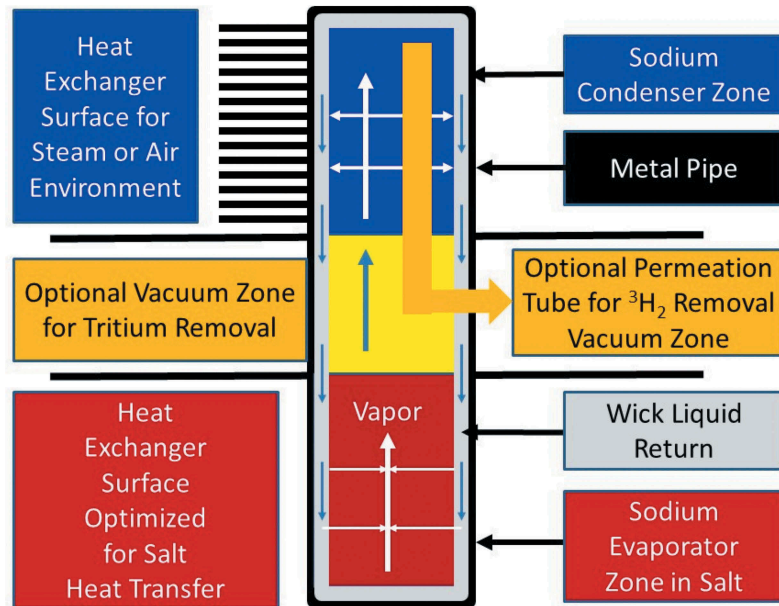 Heat
Exchanger
Surface for
Steam or Air
Environment
Sodium
Condenser Zone
Metal Pipe
Optional Vacuum Zone
for Tritium Removal
Optional Permeation
Tube for ³H₂ Removal
Vacuum Zone
Heat
Exchanger
Surface
Optimized
for Salt
Heat Transfer
Vapor
Wick Liquid
Return
Sodium
Evaporator
Zone in Salt